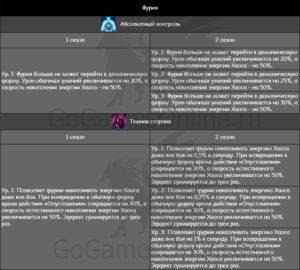 Фурия
Абсолютный контроль
1 сезон
2 сезон
Ур. 1: Фурия больше не может перейти в демоническую
форму. Урон обычных умений увеличивается на 30%, а
скорость накопления энергии Хаоса - на 50%.
Ур. 1: Фурия больше не может перейти в демоническую
форму. Урон обычных умений увеличивается на 20%, а
скорость накопления энергии Хаоса - на 50%.
Ур. 2: Фурия больше не может перейти в демоническую
форму. Урон обычных умений увеличивается на 25%, а
скорость накопления энергии Хаоса - на 50%.
Ур. 3: Фурия больше не может перейти в демоническую
форму. Урон обычных умений увеличивается на 30%, а
скорость накопления энергии Хаоса - на 50%.
Темная сторона
1 сезон
2 сезон
Ур. 3: Позволяет фурии накапливать энергию Хаоса
даже вне боя. При возвращении в обычную
форму время действия «Опустошения»
сокращается на 30%, а скорость естественного
накопления энергии Хаоса увеличивается на 50%.
Эффект суммируется до трех раз.
Ур. 1: Позволяет фурии накапливать энергию Хаоса
даже вне боя на 0,5% в секунду. При возвращении в
обычную форму время действия «Опустошения»
сокращается на 30%, а скорость естественного
накопления энергии Хаоса увеличивается на 50%.
Эффект суммируется до трех раз.
Ур. 2: Позволяет фурии накапливать энергию Хаоса
даже вне боя на 0,75% в секунду. При возвращении в
обычную форму время действия «Опустошения»
сокращается на 30%, а скорость естественного
накопления энергии Хаоса увеличивается на 50%.
Эффект суммируется до трех раз.
Ур. 3: Позволяет фурии накапливать энергию Хаоса
даже вне боя на 1% в секунду. При возвращении в
обычную форму время действия «Опустошения»
сокращается на 30%, а скорость естественного
накопления энергии Хаоса увеличивается на 50%.
Эффект суммируется до трех раз.